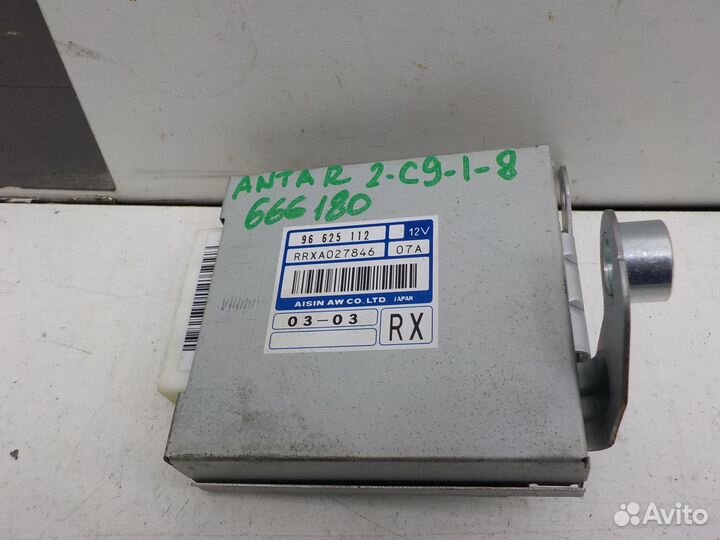 ANTAR 2-C9-1-8
666180
96 625 112 12V
RRXA027846 07A
AISIN AW CO. LTD. JAPAN
03-03
RX
Avito